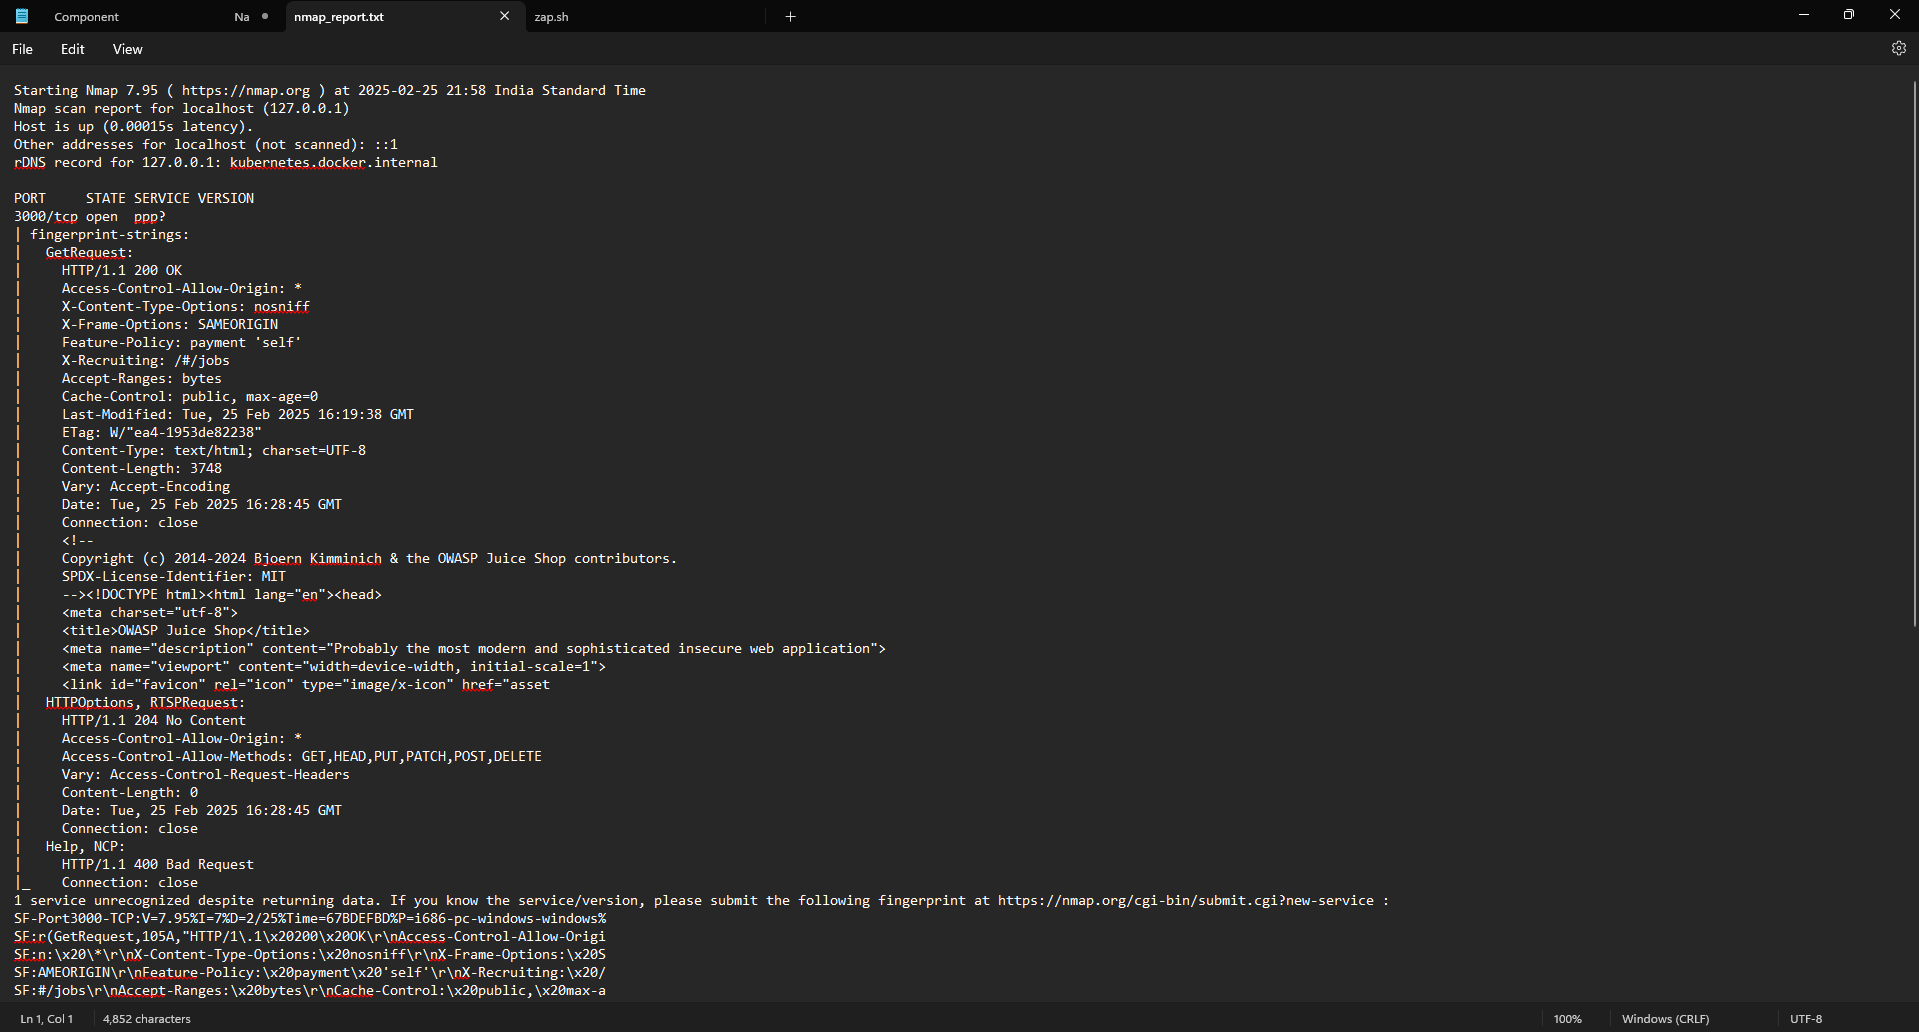 Component Na nmap_report.txt zap.sh
File Edit View
Starting Nmap 7.95 ( https://nmap.org ) at 2025-02-25 21:58 India Standard Time
Nmap scan report for localhost (127.0.0.1)
Host is up (0.00015s latency).
Other addresses for localhost (not scanned): ::1
rDNS record for 127.0.0.1: kubernetes.docker.internal
PORT     STATE SERVICE VERSION
3000/tcp open  ppp?
| fingerprint-strings:
|   GetRequest:
|     HTTP/1.1 200 OK
|     Access-Control-Allow-Origin: *
|     X-Content-Type-Options: nosniff
|     X-Frame-Options: SAMEORIGIN
|     Feature-Policy: payment 'self'
|     X-Recruiting: /#/jobs
|     Accept-Ranges: bytes
|     Cache-Control: public, max-age=0
|     Last-Modified: Tue, 25 Feb 2025 16:19:38 GMT
|     ETag: W/"ea4-1953de82238"
|     Content-Type: text/html; charset=UTF-8
|     Content-Length: 3748
|     Vary: Accept-Encoding
|     Date: Tue, 25 Feb 2025 16:28:45 GMT
|     Connection: close
|     <!--
|     Copyright (c) 2014-2024 Bjoern Kimminich & the OWASP Juice Shop contributors.
|     SPDX-License-Identifier: MIT
|     --><!DOCTYPE html><html lang="en"><head>
|     <meta charset="utf-8">
|     <title>OWASP Juice Shop</title>
|     <meta name="description" content="Probably the most modern and sophisticated insecure web application">
|     <meta name="viewport" content="width=device-width, initial-scale=1">
|     <link id="favicon" rel="icon" type="image/x-icon" href="asset
|   HTTPOptions, RTSPRequest:
|     HTTP/1.1 204 No Content
|     Access-Control-Allow-Origin: *
|     Access-Control-Allow-Methods: GET,HEAD,PUT,PATCH,POST,DELETE
|     Vary: Access-Control-Request-Headers
|     Content-Length: 0
|     Date: Tue, 25 Feb 2025 16:28:45 GMT
|     Connection: close
|   Help, NCP:
|     HTTP/1.1 400 Bad Request
|_    Connection: close
1 service unrecognized despite returning data. If you know the service/version, please submit the following fingerprint at https://nmap.org/cgi-bin/submit.cgi?new-service :
SF-Port3000-TCP:V=7.95%I=7%D=2/25%Time=67BDEFBD%P=i686-pc-windows-windows%
SF:r(GetRequest,105A,"HTTP/1\.1\x20200\x20OK\r\nAccess-Control-Allow-Origi
SF:n:\x20\*\r\nX-Content-Type-Options:\x20nosniff\r\nX-Frame-Options:\x20S
SF:AMEORIGIN\r\nFeature-Policy:\x20payment\x20'self'\r\nX-Recruiting:\x20/
SF:#/jobs\r\nAccept-Ranges:\x20bytes\r\nCache-Control:\x20public,\x20max-a
Ln 1, Col 1 4,852 characters 100% Windows (CRLF) UTF-8